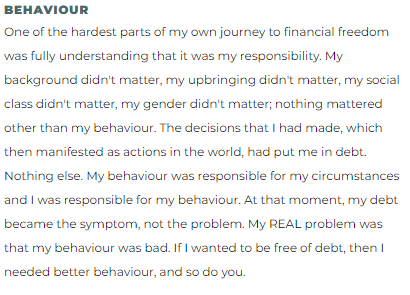 BEHAVIOUR
One of the hardest parts of my own journey to financial freedom
was fully understanding that it was my responsibility. My
background didn't matter, my upbringing didn't matter, my social
class didn't matter, my gender didn't matter; nothing mattered
other than my behaviour. The decisions that I had made, which
then manifested as actions in the world, had put me in debt.
Nothing else. My behaviour was responsible for my circumstances
and I was responsible for my behaviour. At that moment, my debt
became the symptom, not the problem. My REAL problem was
that my behaviour was bad. If I wanted to be free of debt, then I
needed better behaviour, and so do you.